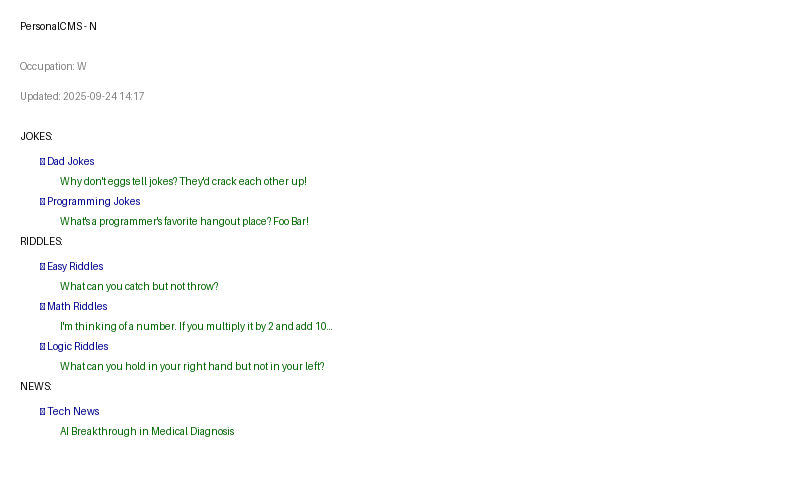 PersonalCMS - N
Occupation: W
Updated: 2025-09-24 14:17
JOKES:
Dad Jokes
Why don't eggs tell jokes? They'd crack each other up!
Programming Jokes
What's a programmer's favorite hangout place? Foo Bar!
RIDDLES:
Easy Riddles
What can you catch but not throw?
Math Riddles
I'm thinking of a number. If you multiply it by 2 and add 10...
Logic Riddles
What can you hold in your right hand but not in your left?
NEWS:
Tech News
AI Breakthrough in Medical Diagnosis